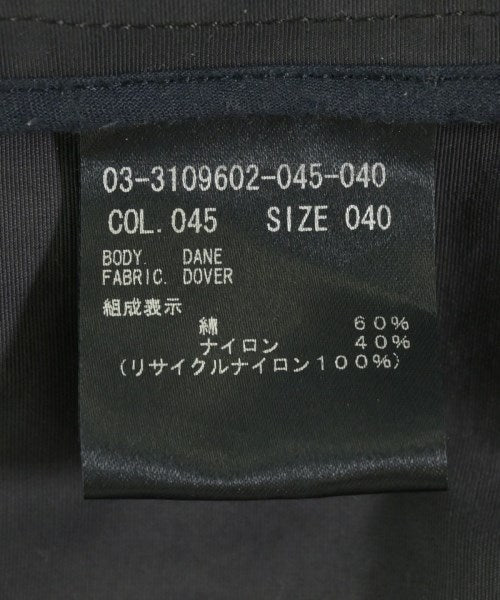 03-3109602-045-040
COL.045 SIZE 040
BODY. DANE
FABRIC. DOVER
組成表示
綿 60%
ナイロン 40%
(リサイクルナイロン100%)